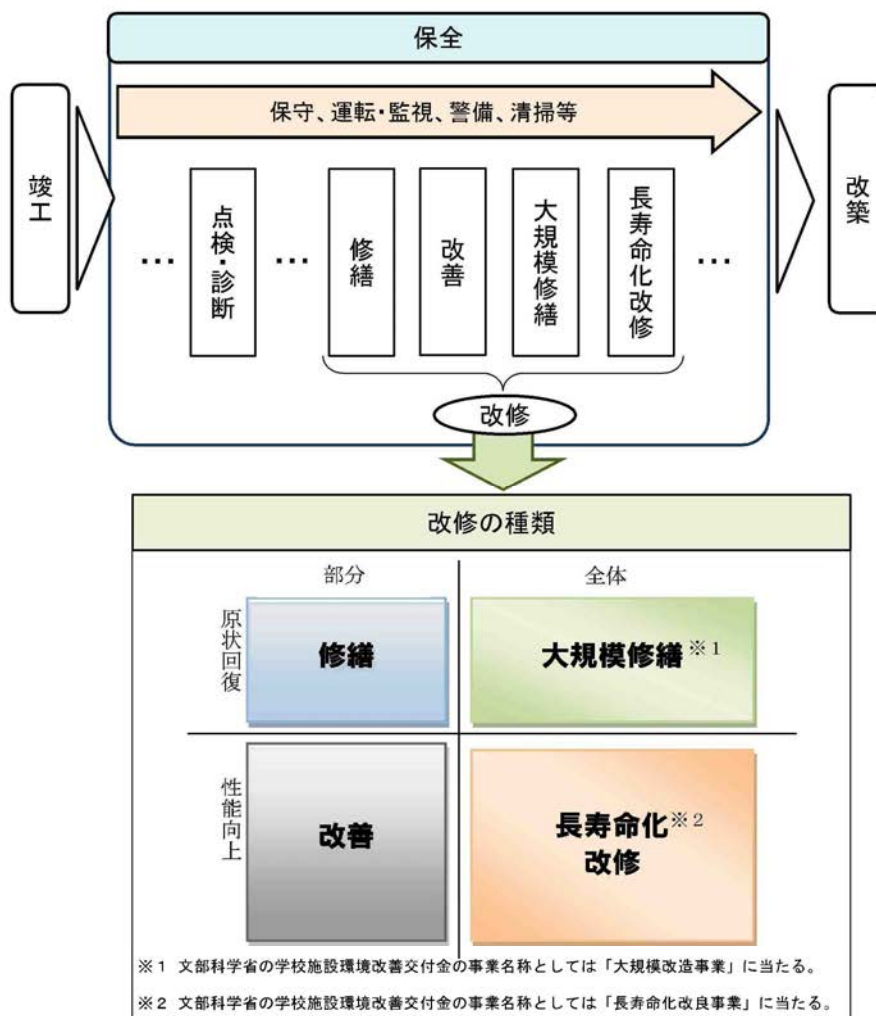 保全
保守、運転・監視、警備、清掃等
竣工
…
点検・診断
…
修繕
改善
大規模修繕
長寿命化改修
…
改築
改修
改修の種類
部分
全体
原状回復
修繕
大規模修繕※1
性能向上
改善
長寿命化※2
改修
※1 文部科学省の学校施設環境改善交付金の事業名称としては「大規模改造事業」に当たる。
※2 文部科学省の学校施設環境改善交付金の事業名称としては「長寿命化改良事業」に当たる。